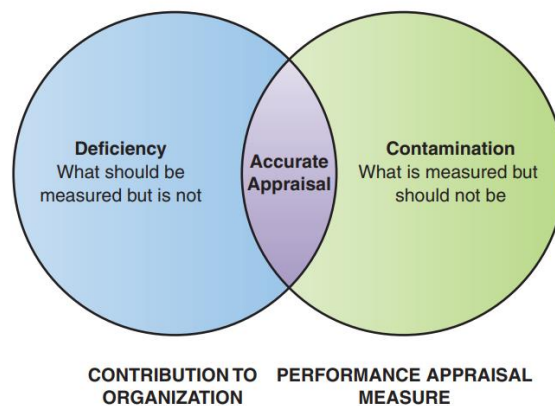 Deficiency
What should be
measured but is not
Accurate
Appraisal
Contamination
What is measured but
should not be
CONTRIBUTION TO
ORGANIZATION
PERFORMANCE APPRAISAL
MEASURE